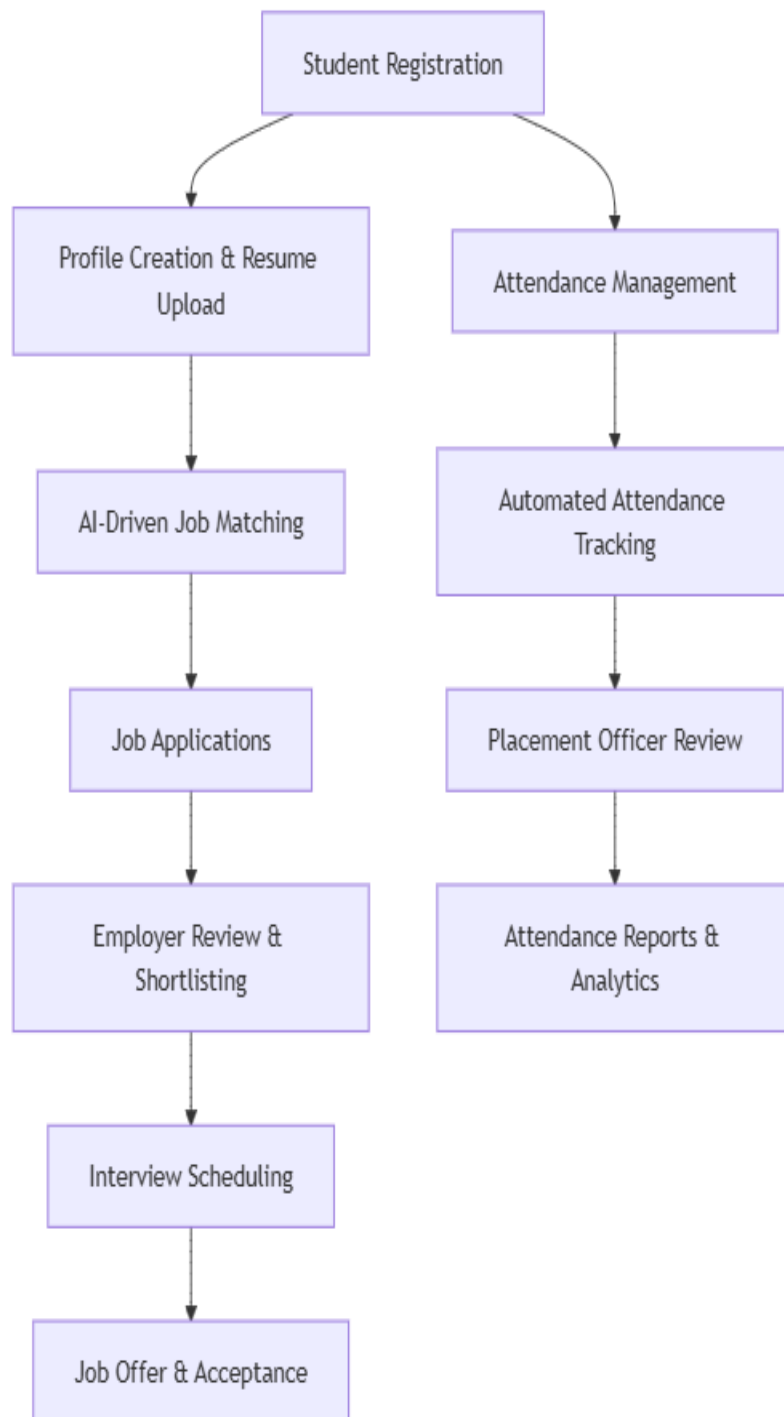 Student Registration
Profile Creation & Resume
Upload
Attendance Management
AI-Driven Job Matching
Automated Attendance
Tracking
Job Applications
Placement Officer Review
Employer Review &
Shortlisting
Attendance Reports &
Analytics
Interview Scheduling
Job Offer & Acceptance